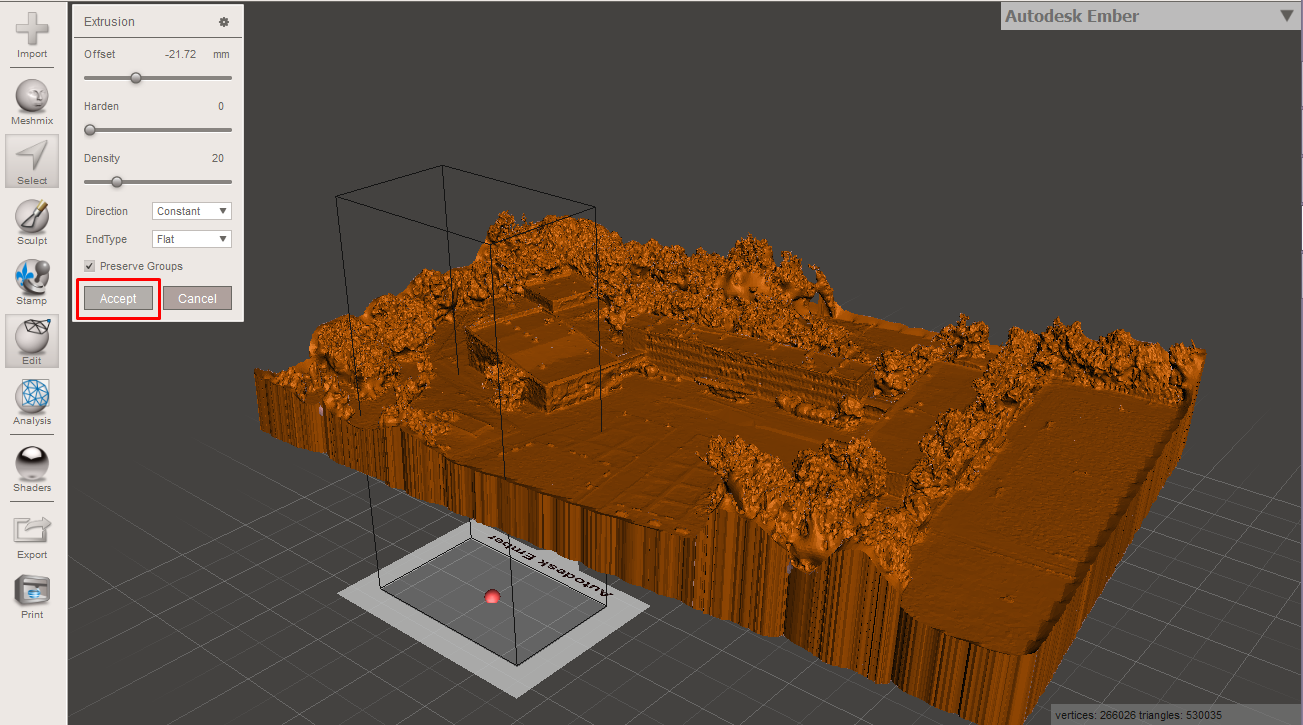 Import
Meshmix
Select
Sculpt
Stamp
Edit
Analysis
Shaders
Export
Print
Extrusion
Offset -21.72 mm
Harden 0
Density 20
Direction Constant
EndType Flat
Preserve Groups
Accept Cancel
Autodesk Ember
Autodesk Ember
vertices: 266026 triangles: 530035